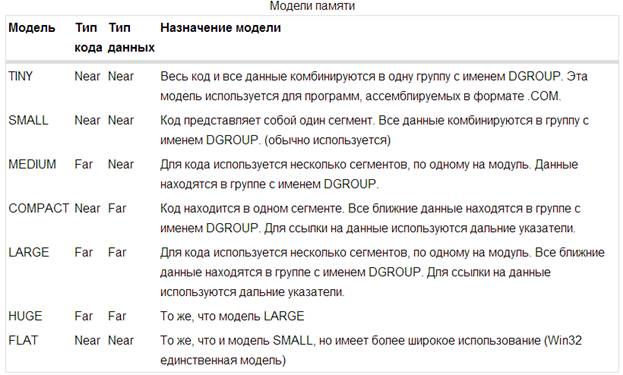 Модели памяти
Модель Тип кода Тип данных Назначение модели
TINY Near Near Весь код и все данные комбинируются в одну группу с именем DGROUP. Эта
модель используется для программ, ассемблируемых в формате .COM.
SMALL Near Near Код представляет собой один сегмент. Все данные комбинируются в группу с
именем DGROUP. (обычно используется)
MEDIUM Far Near Для кода используется несколько сегментов, по одному на модуль. Данные
находятся в группе с именем DGROUP.
COMPACT Near Far Код находится в одном сегменте. Все ближние данные находятся в группе с
именем DGROUP. Для ссылки на данные используются дальние указатели.
LARGE Far Far Для кода используется несколько сегментов, по одному на модуль. Все ближние
данные находятся в группе с именем DGROUP. Для ссылки на данные
используются дальние указатели.
HUGE Far Far То же, что модель LARGE
FLAT Near Near То же, что и модель SMALL, но имеет более широкое использование (Win32
единственная модель)